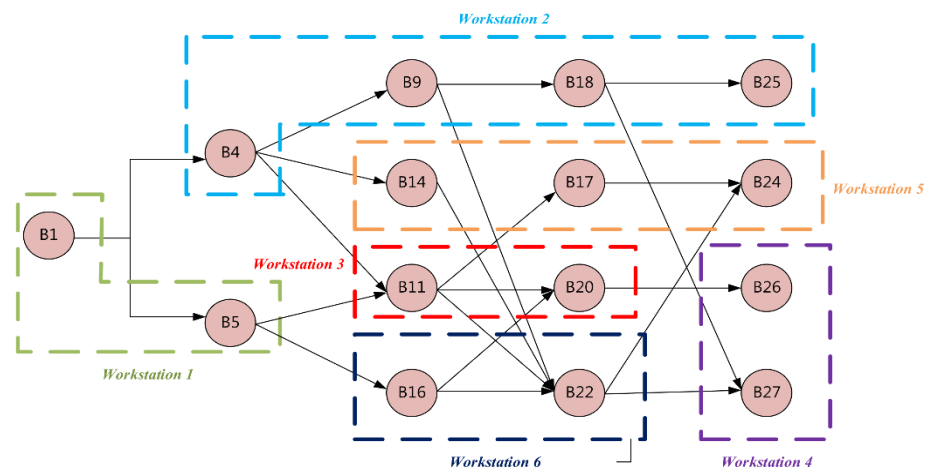 Workstation 2
B9
B18
B25
B4
B14
B17
B24
Workstation 5
B1
Workstation 3
B11
B20
B26
B5
Workstation 1
B16
B22
B27
Workstation 6
Workstation 4